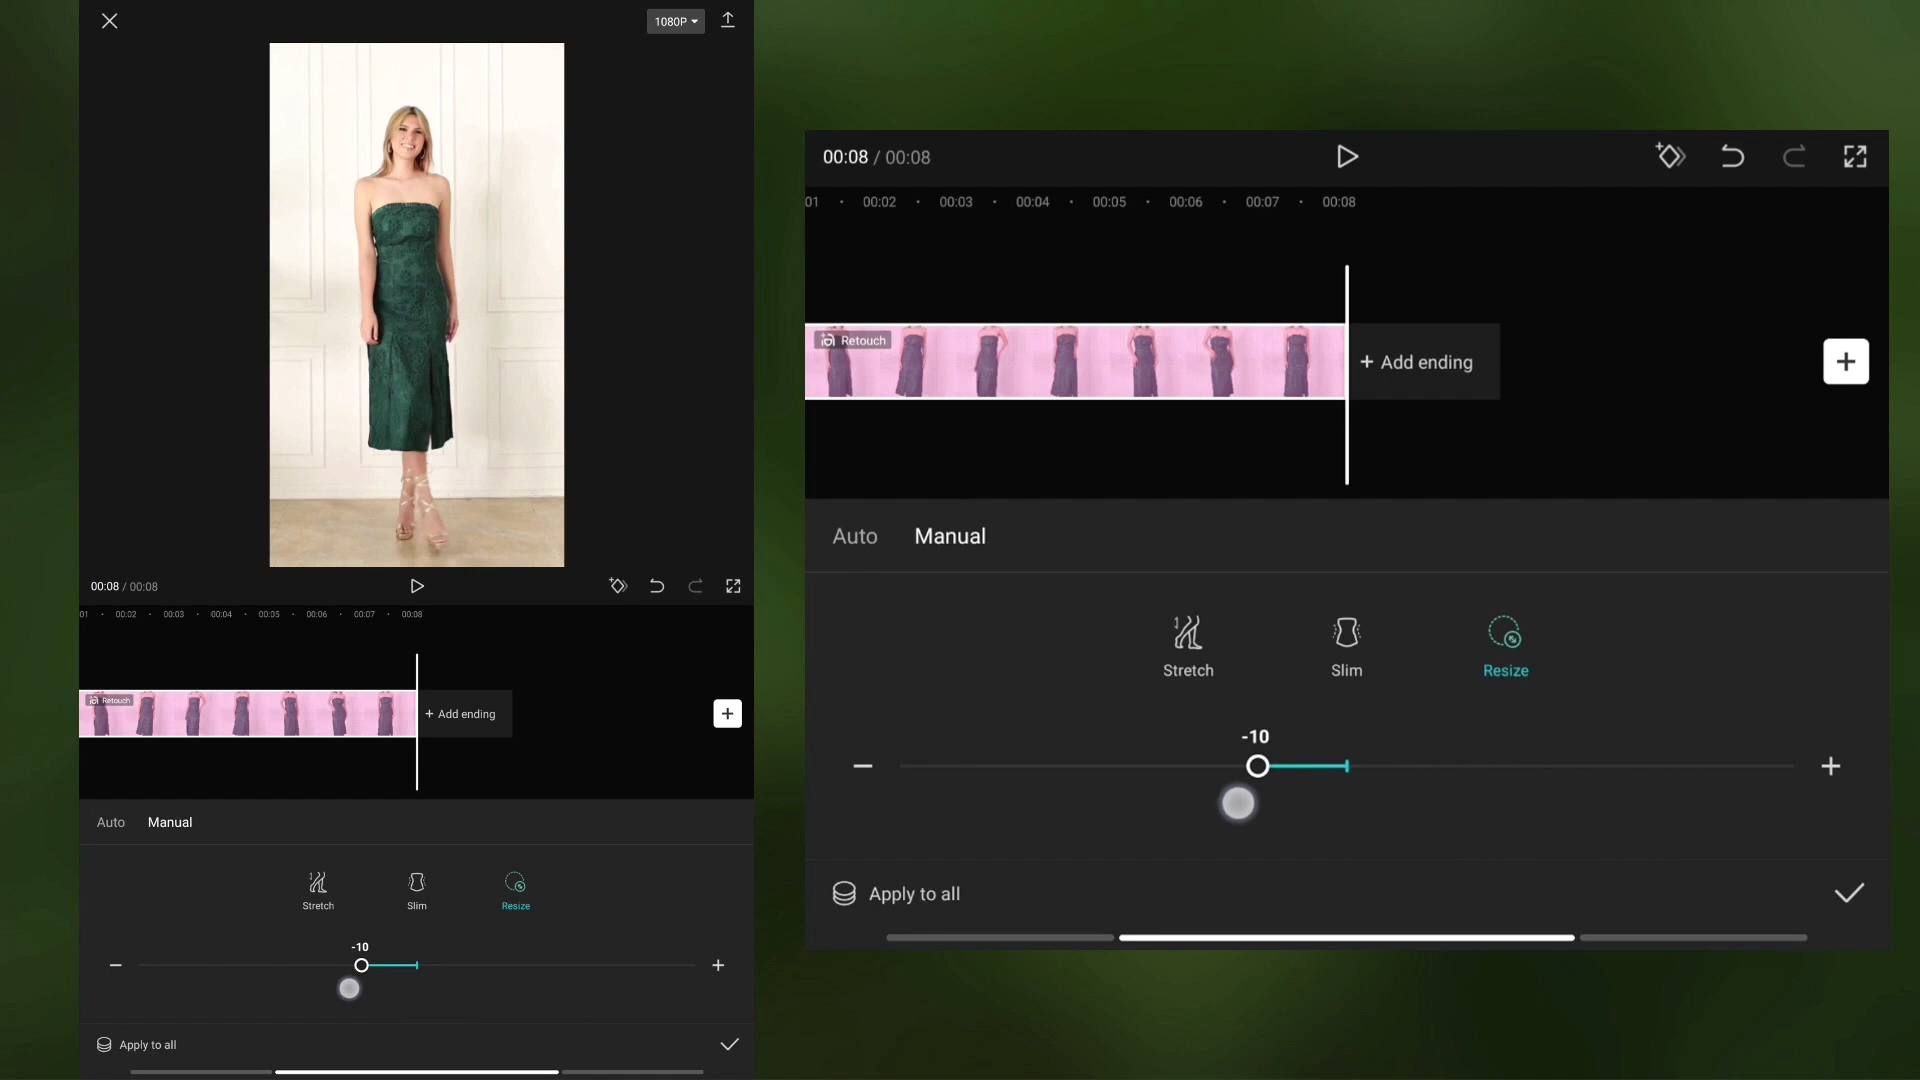 1080P
00:08 / 00:08
01 00:02 00:03 00:04 00:05 00:06 00:07 00:08
Retouch
+ Add ending
Auto Manual
Stretch Slim Resize
-10
Apply to all
00:08 / 00:08
01 00:02 00:03 00:04 00:05 00:06 00:07 00:08
Retouch
+ Add ending
Auto Manual
Stretch Slim Resize
-10
Apply to all